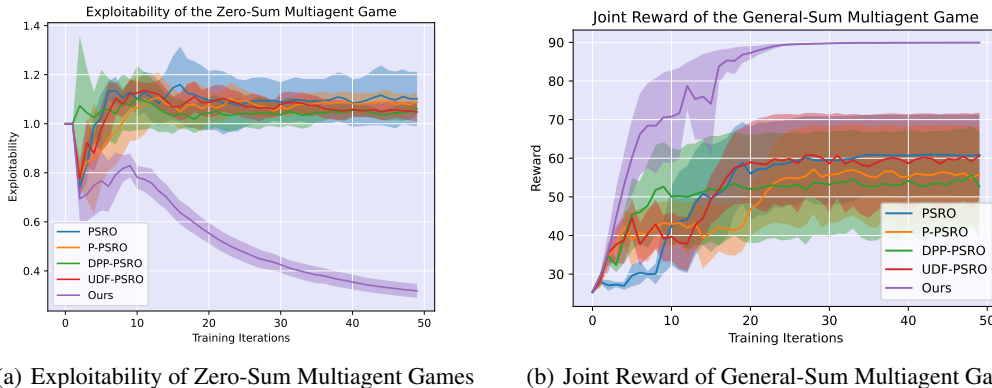 Exploitability of the Zero-Sum Multiagent Game
Exploitability
1.4
1.2
1.0
0.8
0.6
0.4
PSRO
P-PSRO
DPP-PSRO
UDF-PSRO
Ours
0 10 20 30 40 50
Training Iterations
Joint Reward of the General-Sum Multiagent Game
Reward
90
80
70
60
50
40
30
PSRO
P-PSRO
DPP-PSRO
UDF-PSRO
Ours
0 10 20 30 40 50
Training Iterations
a) Exploitability of Zero-Sum Multiagent Games
(b) Joint Reward of General-Sum Multiagent Ga